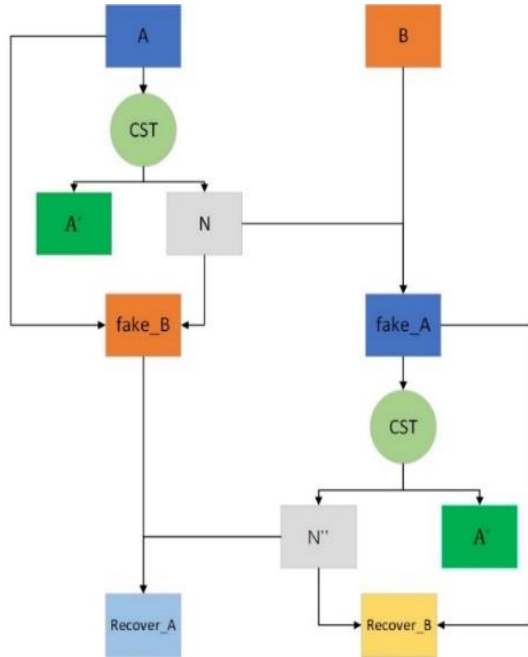 A
B
CST
A′
N
fake_B
fake_A
CST
N''
A′
Recover_A
Recover_B